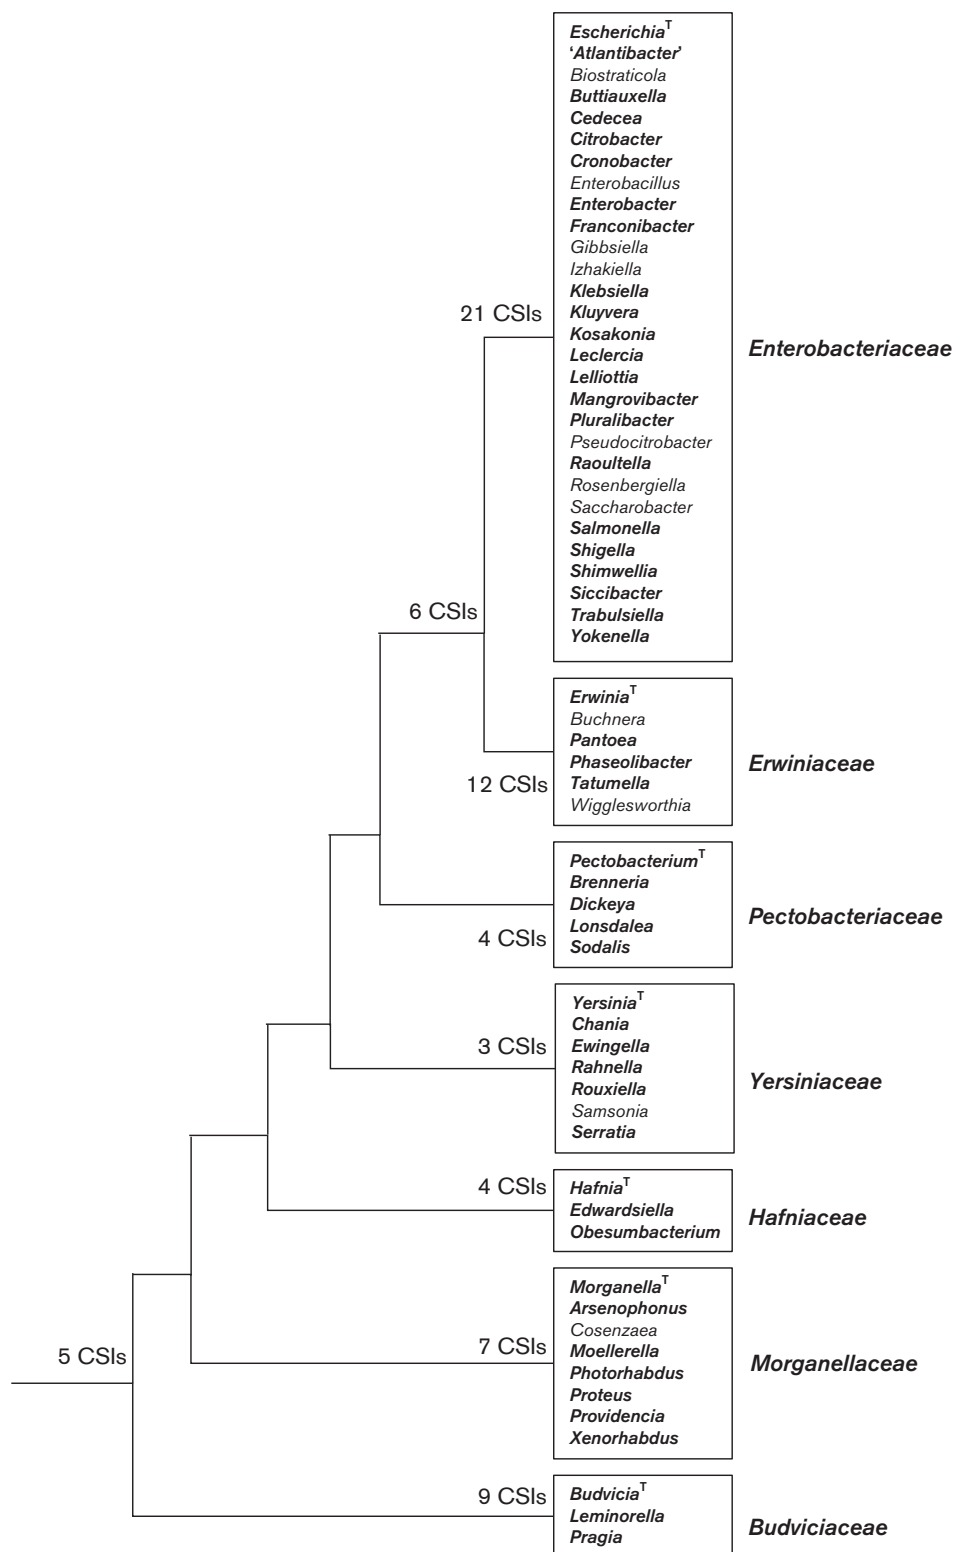 Escherichiaᵀ
‘Atlantibacter’
Biostraticola
Buttiauxella
Cedecea
Citrobacter
Cronobacter
Enterobacillus
Enterobacter
Franconibacter
Gibbsiella
Izhakiella
Klebsiella
Kluyvera
Kosakonia
Leclercia
Lelliottia
Mangrovibacter
Pluralibacter
Pseudocitrobacter
Raoultella
Rosenbergiella
Saccharobacter
Salmonella
Shigella
Shimwellia
Siccibacter
Trabulsiella
Yokenella
21 CSIs
Enterobacteriaceae
6 CSIs
Erwiniaᵀ
Buchnera
Pantoea
Phaseolibacter
Tatumella
Wigglesworthia
12 CSIs
Erwiniaceae
Pectobacteriumᵀ
Brenneria
Dickeya
Lonsdalea
Sodalis
4 CSIs
Pectobacteriaceae
Yersiniaᵀ
Chania
Ewingella
Rahnella
Rouxiella
Samsonia
Serratia
3 CSIs
Yersiniaceae
Hafniaᵀ
Edwardsiella
Obesumbacterium
4 CSIs
Hafniaceae
Morganellaᵀ
Arsenophonus
Cosenzaea
Moellerella
Photorhabdus
Proteus
Providencia
Xenorhabdus
7 CSIs
Morganellaceae
5 CSIs
Budviciaᵀ
Leminorella
Pragia
9 CSIs
Budviciaceae